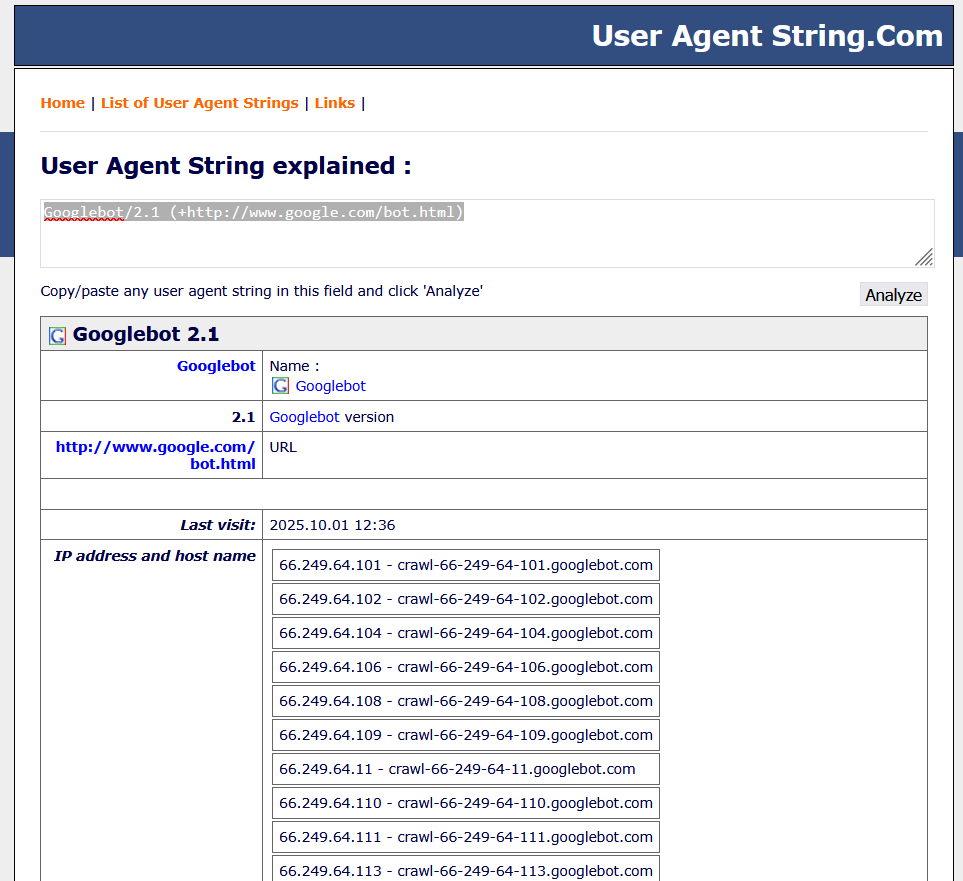 User Agent String.Com
Home | List of User Agent Strings | Links |
User Agent String explained :
Googlebot/2.1 (+http://www.google.com/bot.html)
Copy/paste any user agent string in this field and click 'Analyze'
Analyze
Googlebot 2.1
Googlebot
Name :
Googlebot
2.1
Googlebot version
http://www.google.com/
bot.html
URL
Last visit:
2025.10.01 12:36
IP address and host name
66.249.64.101 - crawl-66-249-64-101.googlebot.com
66.249.64.102 - crawl-66-249-64-102.googlebot.com
66.249.64.104 - crawl-66-249-64-104.googlebot.com
66.249.64.106 - crawl-66-249-64-106.googlebot.com
66.249.64.108 - crawl-66-249-64-108.googlebot.com
66.249.64.109 - crawl-66-249-64-109.googlebot.com
66.249.64.11 - crawl-66-249-64-11.googlebot.com
66.249.64.110 - crawl-66-249-64-110.googlebot.com
66.249.64.111 - crawl-66-249-64-111.googlebot.com
66.249.64.113 - crawl-66-249-64-113.googlebot.com